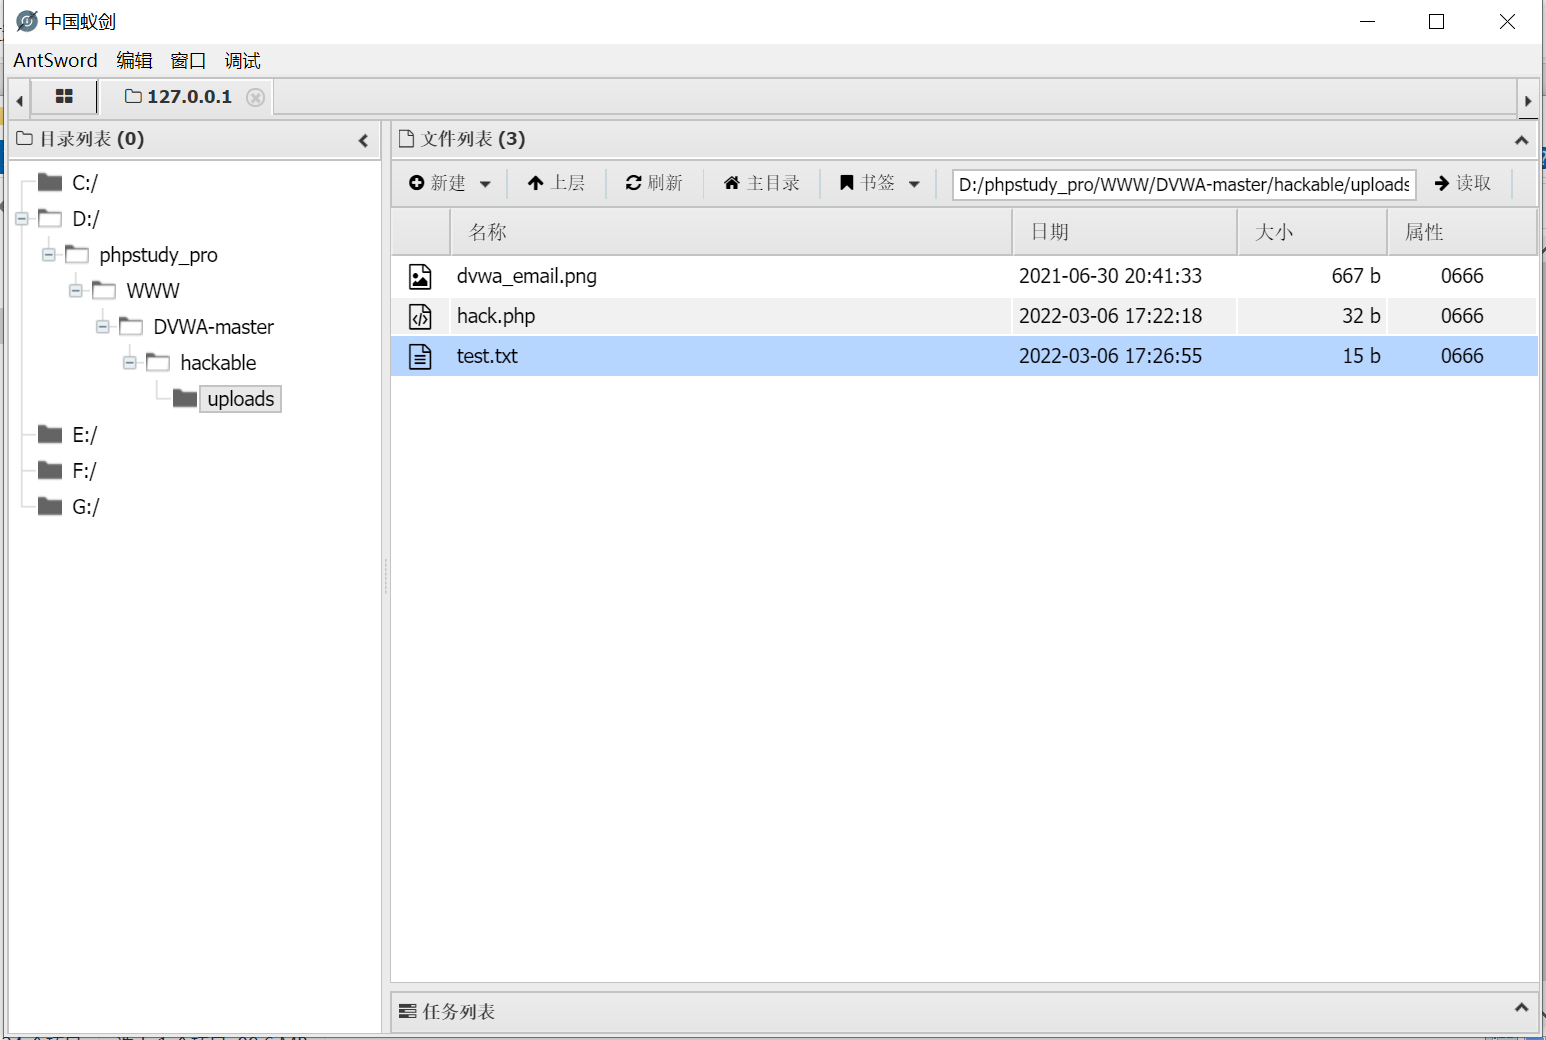 中国蚁剑
AntSword 编辑 窗口 调试
127.0.0.1
目录列表 (0)
C:/
D:/
phpstudy_pro
WWW
DVWA-master
hackable
uploads
E:/
F:/
G:/
文件列表 (3)
新建 上层 刷新 主目录 书签 D:/phpstudy_pro/WWW/DVWA-master/hackable/uploads 读取
名称 日期 大小 属性
dvwa_email.png 2021-06-30 20:41:33 667 b 0666
hack.php 2022-03-06 17:22:18 32 b 0666
test.txt 2022-03-06 17:26:55 15 b 0666
任务列表